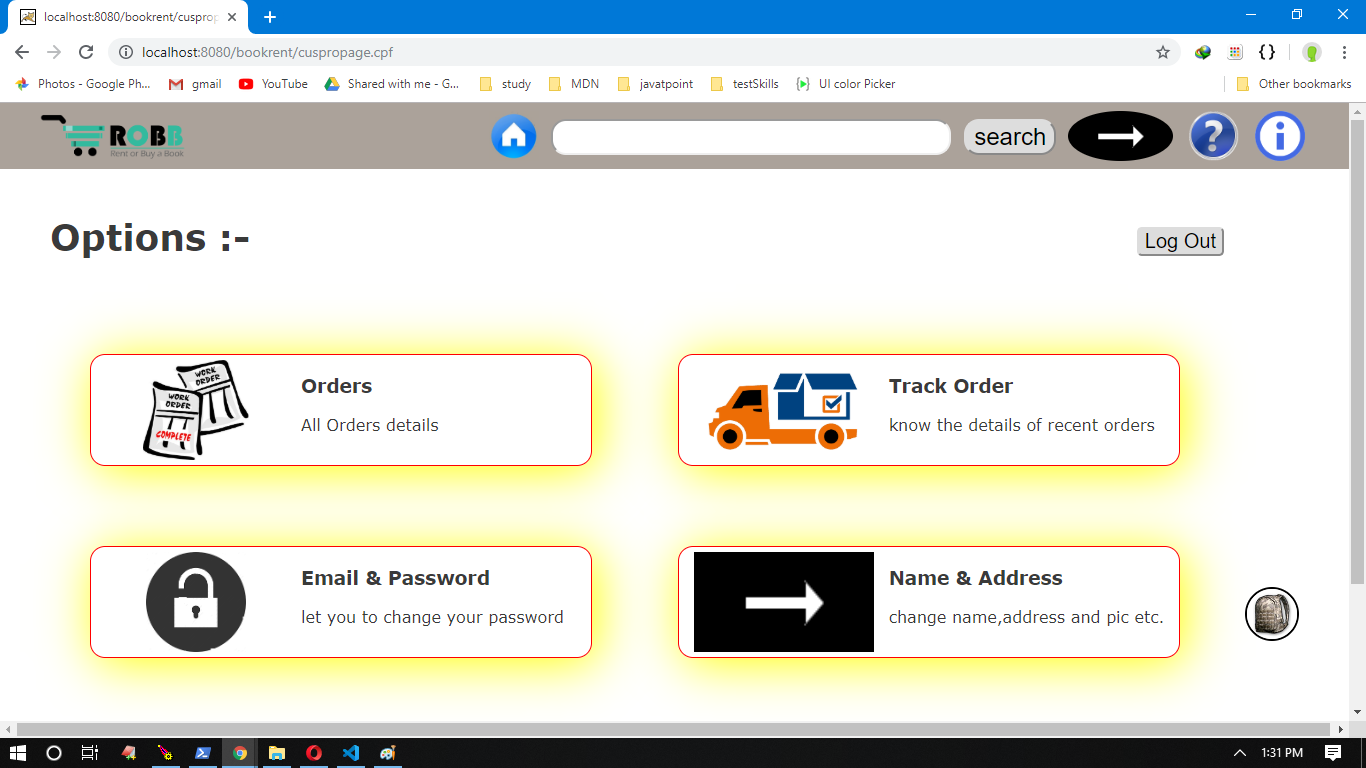 localhost:8080/bookrent/cusprop
localhost:8080/bookrent/cuspropage.cpf
Photos - Google Ph...
gmail
YouTube
Shared with me - G...
study
MDN
javatpoint
testSkills
UI color Picker
Other bookmarks
ROBB
Rent or Buy a Book
search
?
i
Options :-
Log Out
WORK ORDER
WORK ORDER
COMPLETE
Orders
All Orders details
Track Order
know the details of recent orders
Email & Password
let you to change your password
Name & Address
change name,address and pic etc.
1:31 PM